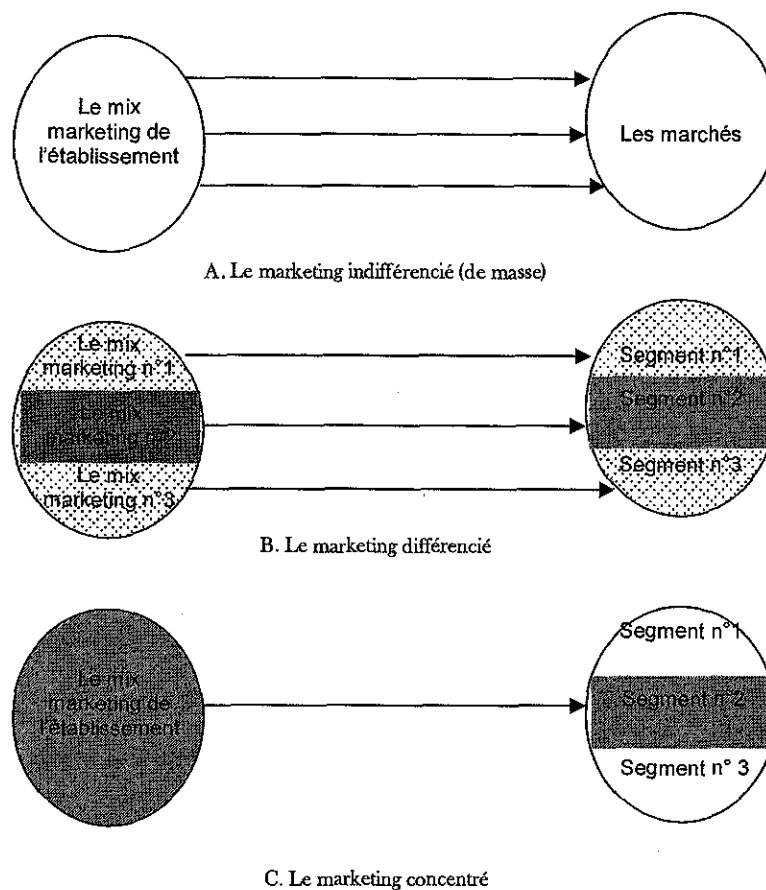 Le mix
marketing de
l'établissement
Les marchés
A. Le marketing indifférencié (de masse)
Le mix
marketing n°1
Le mix
marketing n°2
Le mix
marketing n°3
Segment n°1
Segment n°2
Segment n°3
B. Le marketing différencié
Le mix
marketing de
l'établissement
Segment n°1
Segment n°2
Segment n° 3
C. Le marketing concentré